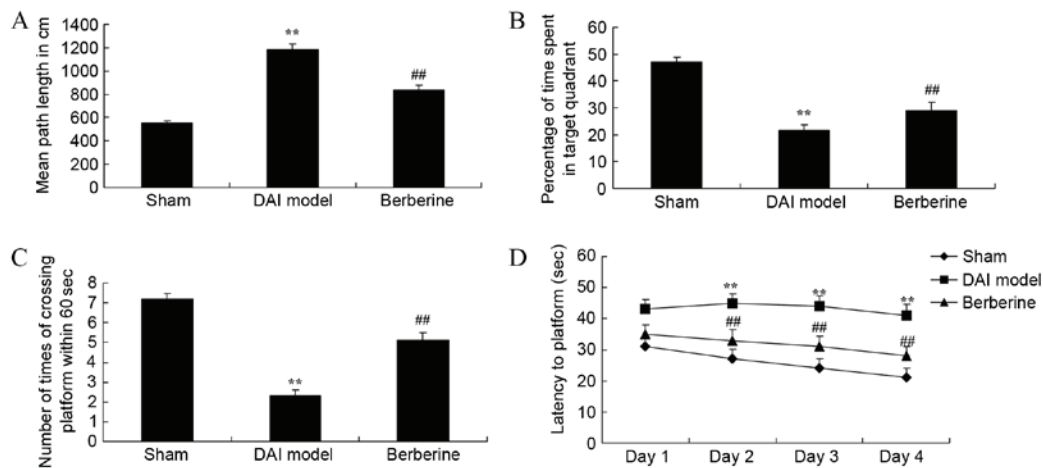 A
Mean path length in cm
1400
1200
1000
800
600
400
200
0
**
##
Sham
DAI model
Berberine
B
Percentage of time spent
in target quadrant
60
50
40
30
20
10
0
**
##
Sham
DAI model
Berberine
C
Number of times of crossing
platform within 60 sec
8
7
6
5
4
3
2
1
0
**
##
Sham
DAI model
Berberine
D
Latency to platform (sec)
60
50
40
30
20
10
0
**
**
**
##
##
##
Day 1
Day 2
Day 3
Day 4
Sham
DAI model
Berberine